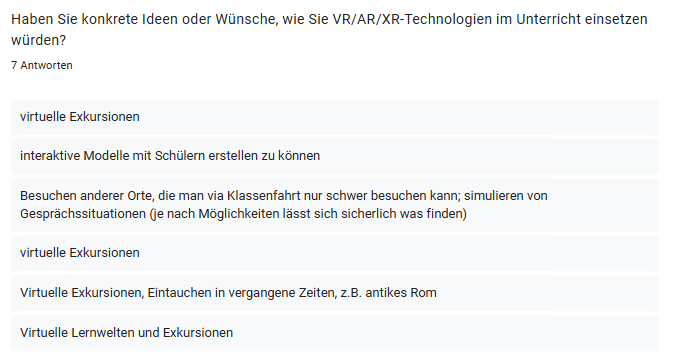 Haben Sie konkrete Ideen oder Wünsche, wie Sie VR/AR/XR-Technologien im Unterricht einsetzen
würden?
7 Antworten
virtuelle Exkursionen
interaktive Modelle mit Schülern erstellen zu können
Besuchen anderer Orte, die man via Klassenfahrt nur schwer besuchen kann; simulieren von
Gesprächssituationen (je nach Möglichkeiten lässt sich sicherlich was finden)
virtuelle Exkursionen
Virtuelle Exkursionen, Eintauchen in vergangene Zeiten, z.B. antikes Rom
Virtuelle Lernwelten und Exkursionen